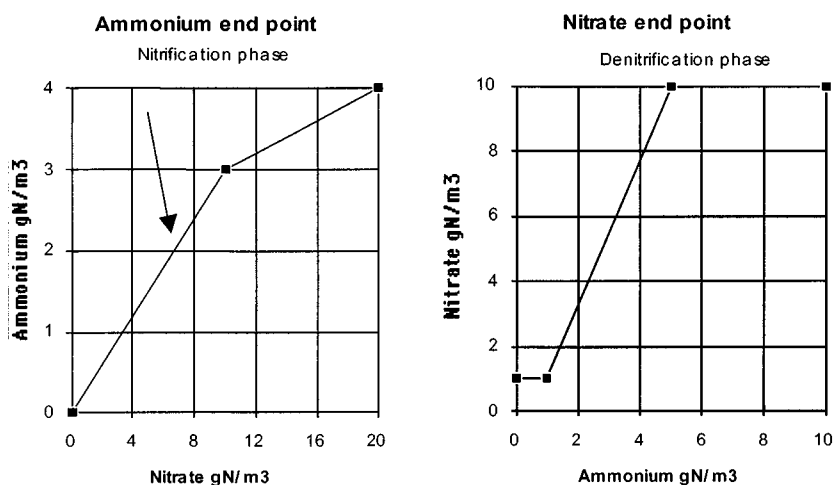 Ammonium end point
Nitrification phase
Ammonium gN/m3
4
3
2
1
0
0 4 8 12 16 20
Nitrate gN/m3
Nitrate end point
Denitrification phase
Nitrate gN/m3
10
8
6
4
2
0
0 2 4 6 8 10
Ammonium gN/m3